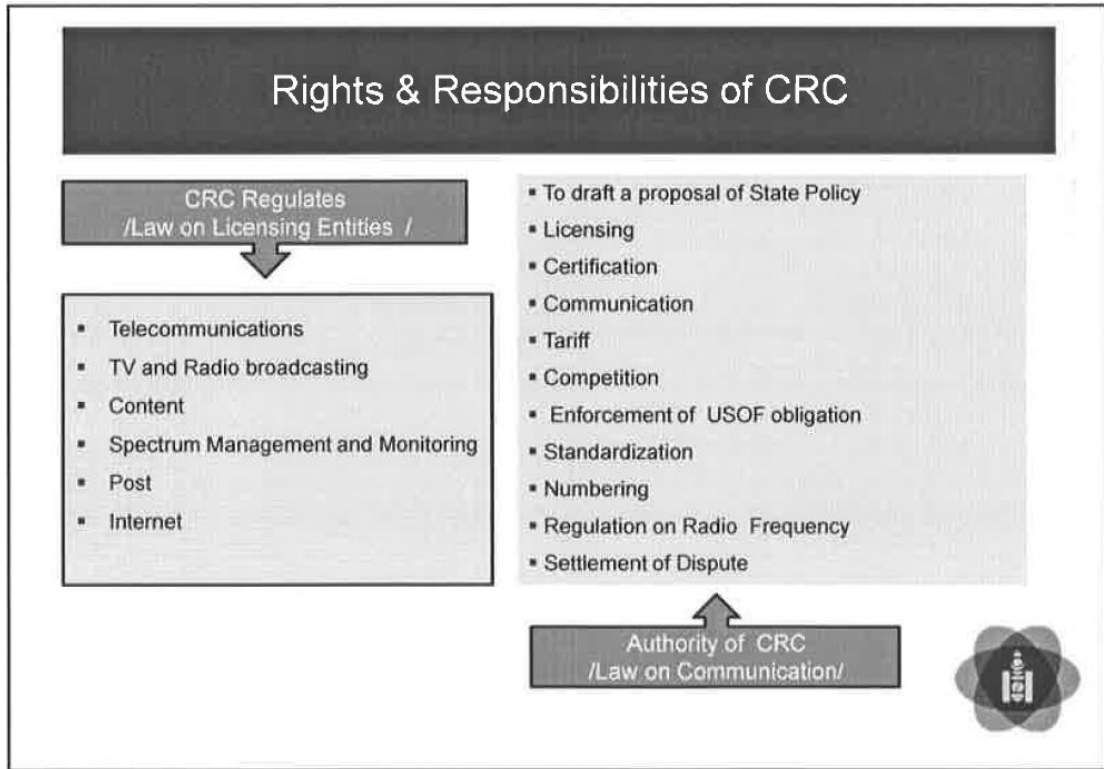 Rights & Responsibilities of CRC
CRC Regulates
/Law on Licensing Entities /
▪ Telecommunications
▪ TV and Radio broadcasting
▪ Content
▪ Spectrum Management and Monitoring
▪ Post
▪ Internet
▪ To draft a proposal of State Policy
▪ Licensing
▪ Certification
▪ Communication
▪ Tariff
▪ Competition
▪ Enforcement of USOF obligation
▪ Standardization
▪ Numbering
▪ Regulation on Radio Frequency
▪ Settlement of Dispute
Authority of CRC
/Law on Communication/